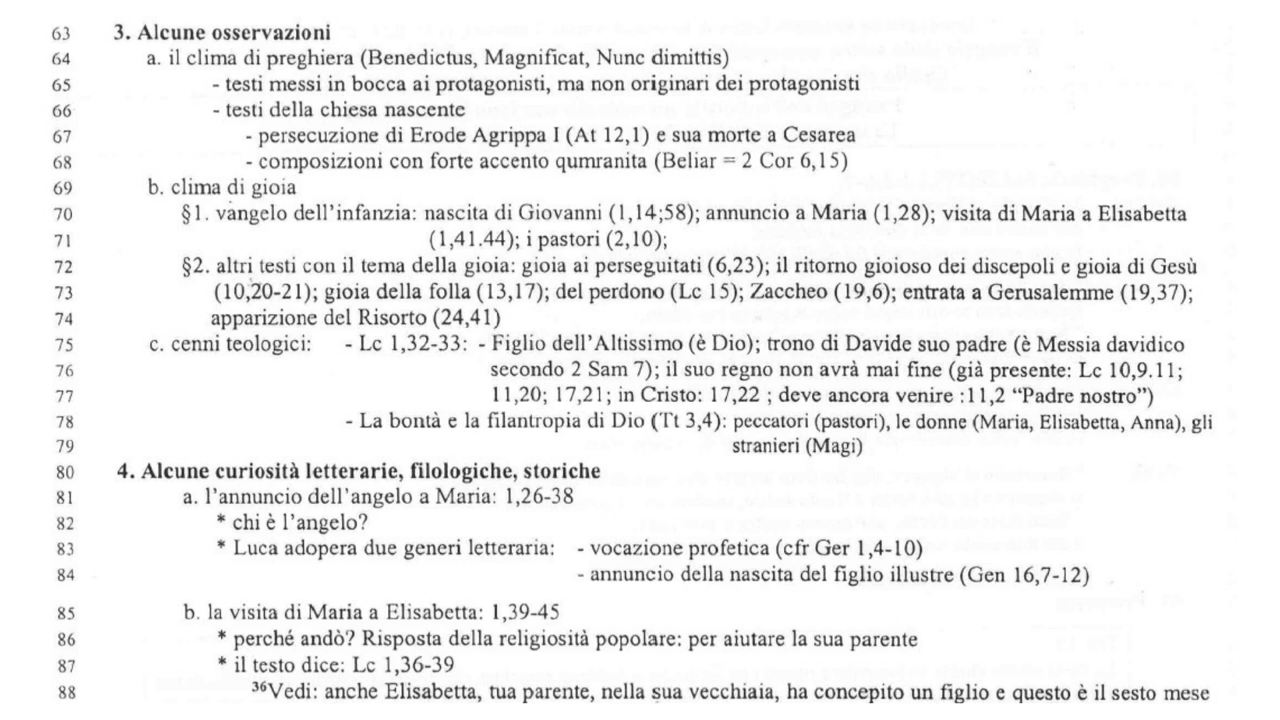 63 3. Alcune osservazioni
64 a. il clima di preghiera (Benedictus, Magnificat, Nunc dimittis)
65 - testi messi in bocca ai protagonisti, ma non originari dei protagonisti
66 - testi della chiesa nascente
67 - persecuzione di Erode Agrippa I (At 12,1) e sua morte a Cesarea
68 - composizioni con forte accento qumranita (Beliar = 2 Cor 6,15)
69 b. clima di gioia
70 §1. vangelo dell'infanzia: nascita di Giovanni (1,14;58); annuncio a Maria (1,28); visita di Maria a Elisabetta
71 (1,41.44); i pastori (2,10);
72 §2. altri testi con il tema della gioia: gioia ai perseguitati (6,23); il ritorno gioioso dei discepoli e gioia di Gesù
73 (10,20-21); gioia della folla (13,17); del perdono (Lc 15); Zaccheo (19,6); entrata a Gerusalemme (19,37);
74 apparizione del Risorto (24,41)
75 c. cenni teologici: - Lc 1,32-33: - Figlio dell'Altissimo (è Dio); trono di Davide suo padre (è Messia davidico
76 secondo 2 Sam 7); il suo regno non avrà mai fine (già presente: Lc 10,9.11;
77 11,20; 17,21; in Cristo: 17,22 ; deve ancora venire :11,2 “Padre nostro”)
78 - La bontà e la filantropia di Dio (Tt 3,4): peccatori (pastori), le donne (Maria, Elisabetta, Anna), gli
79 stranieri (Magi)
80 4. Alcune curiosità letterarie, filologiche, storiche
81 a. l'annuncio dell'angelo a Maria: 1,26-38
82 * chi è l'angelo?
83 * Luca adopera due generi letteraria: - vocazione profetica (cfr Ger 1,4-10)
84 - annuncio della nascita del figlio illustre (Gen 16,7-12)
85 b. la visita di Maria a Elisabetta: 1,39-45
86 * perché andò? Risposta della religiosità popolare: per aiutare la sua parente
87 * il testo dice: Lc 1,36-39
88 ³⁶Vedi: anche Elisabetta, tua parente, nella sua vecchiaia, ha concepito un figlio e questo è il sesto mese